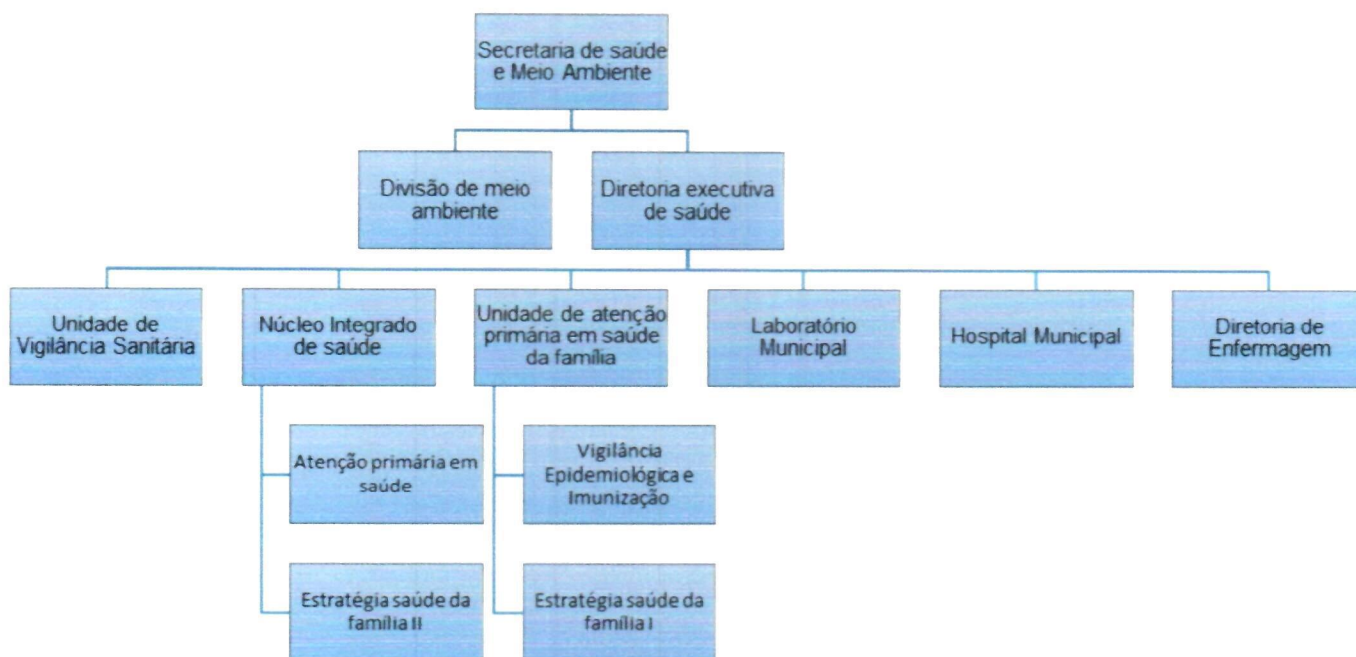 Secretaria de saúde
e Meio Ambiente
Divisão de meio
ambiente
Diretoria executiva
de saúde
Unidade de
Vigilância Sanitária
Núcleo Integrado
de saúde
Unidade de atenção
primária em saúde
da família
Laboratório
Municipal
Hospital Municipal
Diretoria de
Enfermagem
Atenção primária em
saúde
Vigilância
Epidemiológica e
Imunização
Estratégia saúde da
família II
Estratégia saúde da
família I